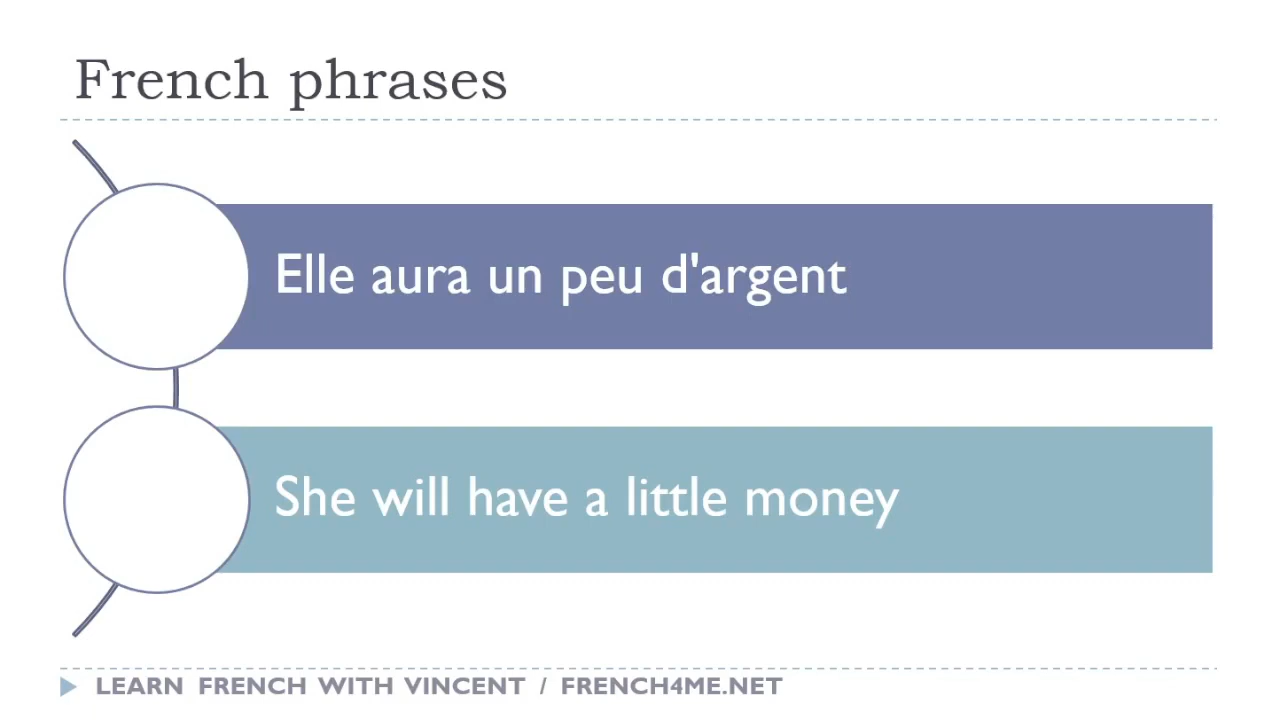 French phrases
Elle aura un peu d'argent
She will have a little money
LEARN FRENCH WITH VINCENT / FRENCH4ME.NET